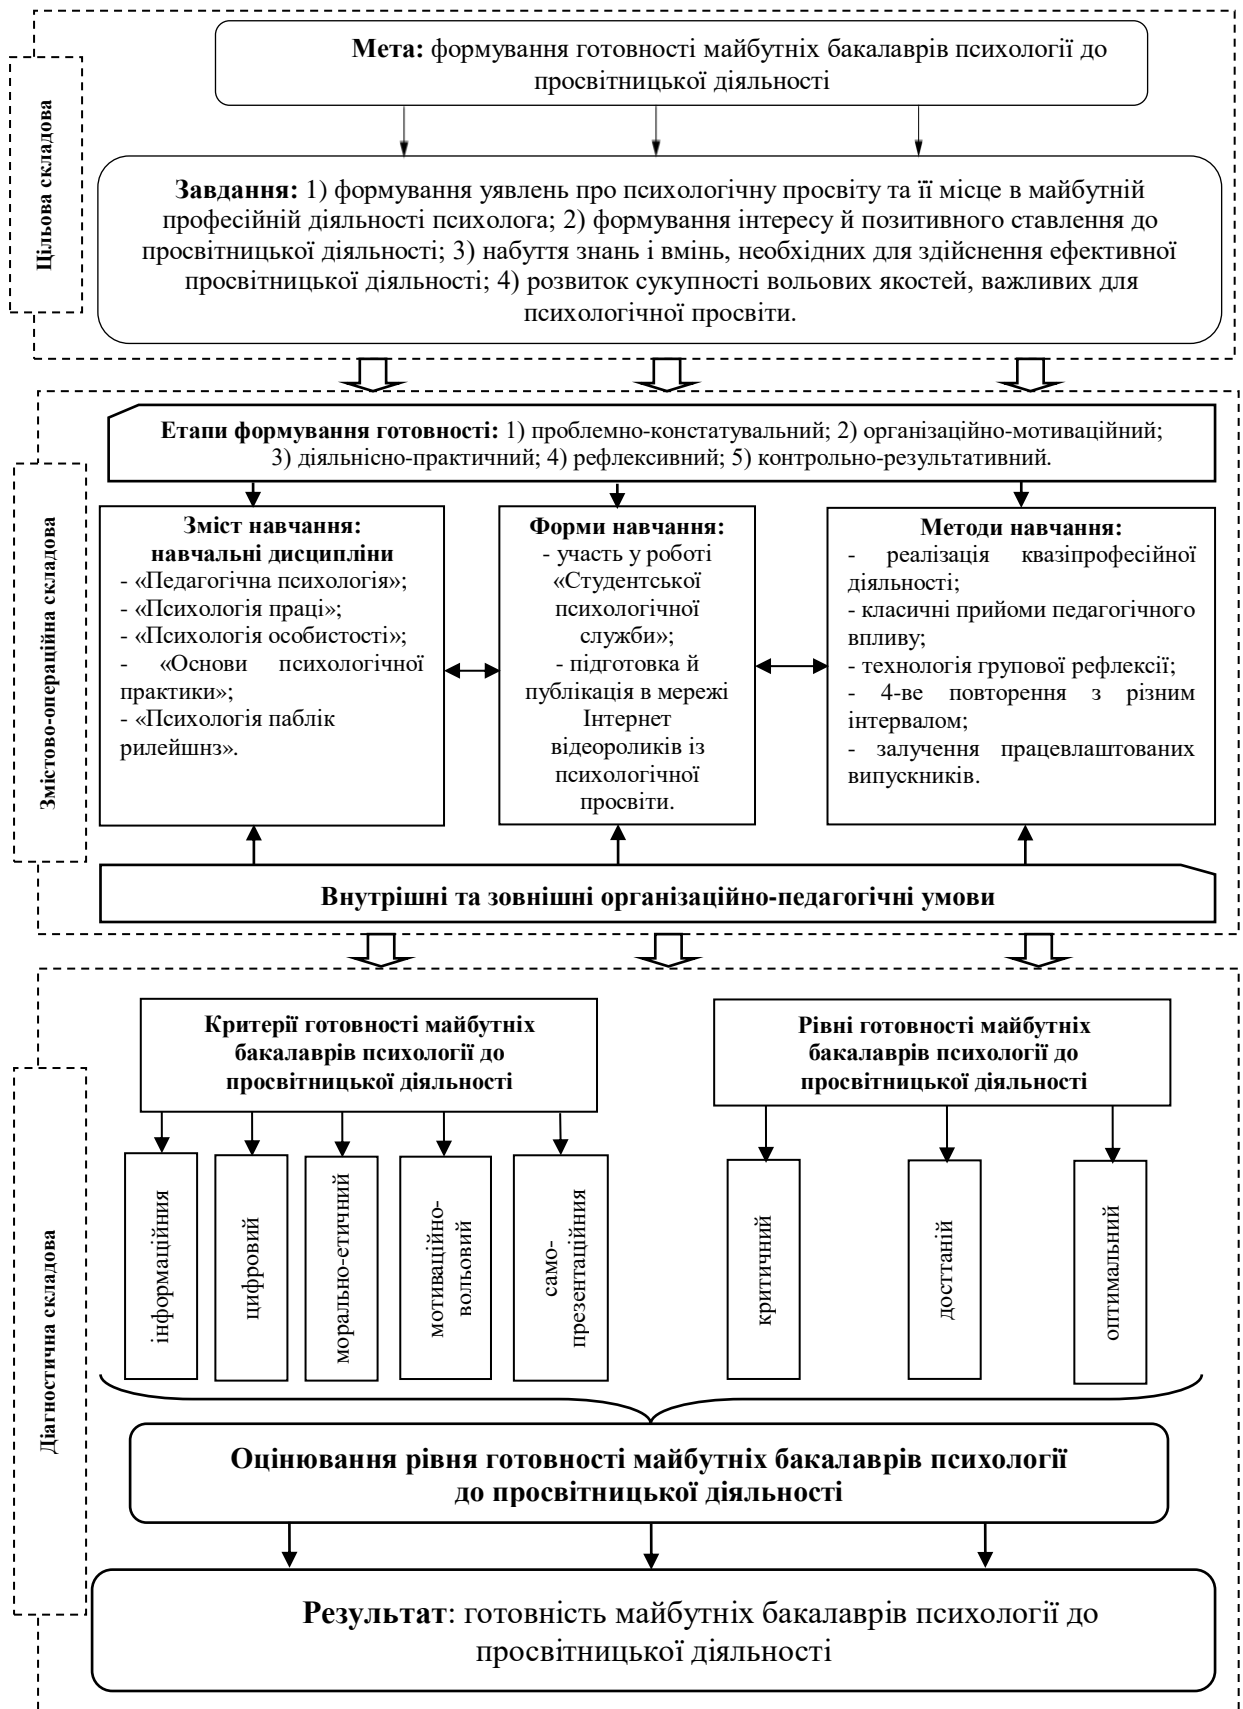 Мета: формування готовності майбутніх бакалаврів психології до
просвітницької діяльності
Цільова складова
Завдання: 1) формування уявлень про психологічну просвіту та її місце в майбутній
професійній діяльності психолога; 2) формування інтересу й позитивного ставлення до
просвітницької діяльності; 3) набуття знань і вмінь, необхідних для здійснення ефективної
просвітницької діяльності; 4) розвиток сукупності вольових якостей, важливих для
психологічної просвіти.
Змістово-операційна складова
Етапи формування готовності: 1) проблемно-констатувальний; 2) організаційно-мотиваційний;
3) діяльнісно-практичний; 4) рефлексивний; 5) контрольно-результативний.
Зміст навчання:
навчальні дисципліни
- «Педагогічна психологія»;
- «Психологія праці»;
- «Психологія особистості»;
- «Основи психологічної
практики»;
- «Психологія паблік
рилейшнз».
Форми навчання:
- участь у роботі
«Студентської
психологічної
служби»;
- підготовка й
публікація в мережі
Інтернет
відеороликів із
психологічної
просвіти.
Методи навчання:
- реалізація квазіпрофесійної
діяльності;
- класичні прийоми педагогічного
впливу;
- технологія групової рефлексії;
- 4-ве повторення з різним
інтервалом;
- залучення працевлаштованих
випускників.
Внутрішні та зовнішні організаційно-педагогічні умови
Діагностична складова
Критерії готовності майбутніх
бакалаврів психології до
просвітницької діяльності
інформаційния
цифровий
морально-етичний
мотиваційно-
вольовий
само-
презентаційния
Рівні готовності майбутніх
бакалаврів психології до
просвітницької діяльності
критичний
досттаній
оптимальний
Оцінювання рівня готовності майбутніх бакалаврів психології
до просвітницької діяльності
Результат: готовність майбутніх бакалаврів психології до
просвітницької діяльності